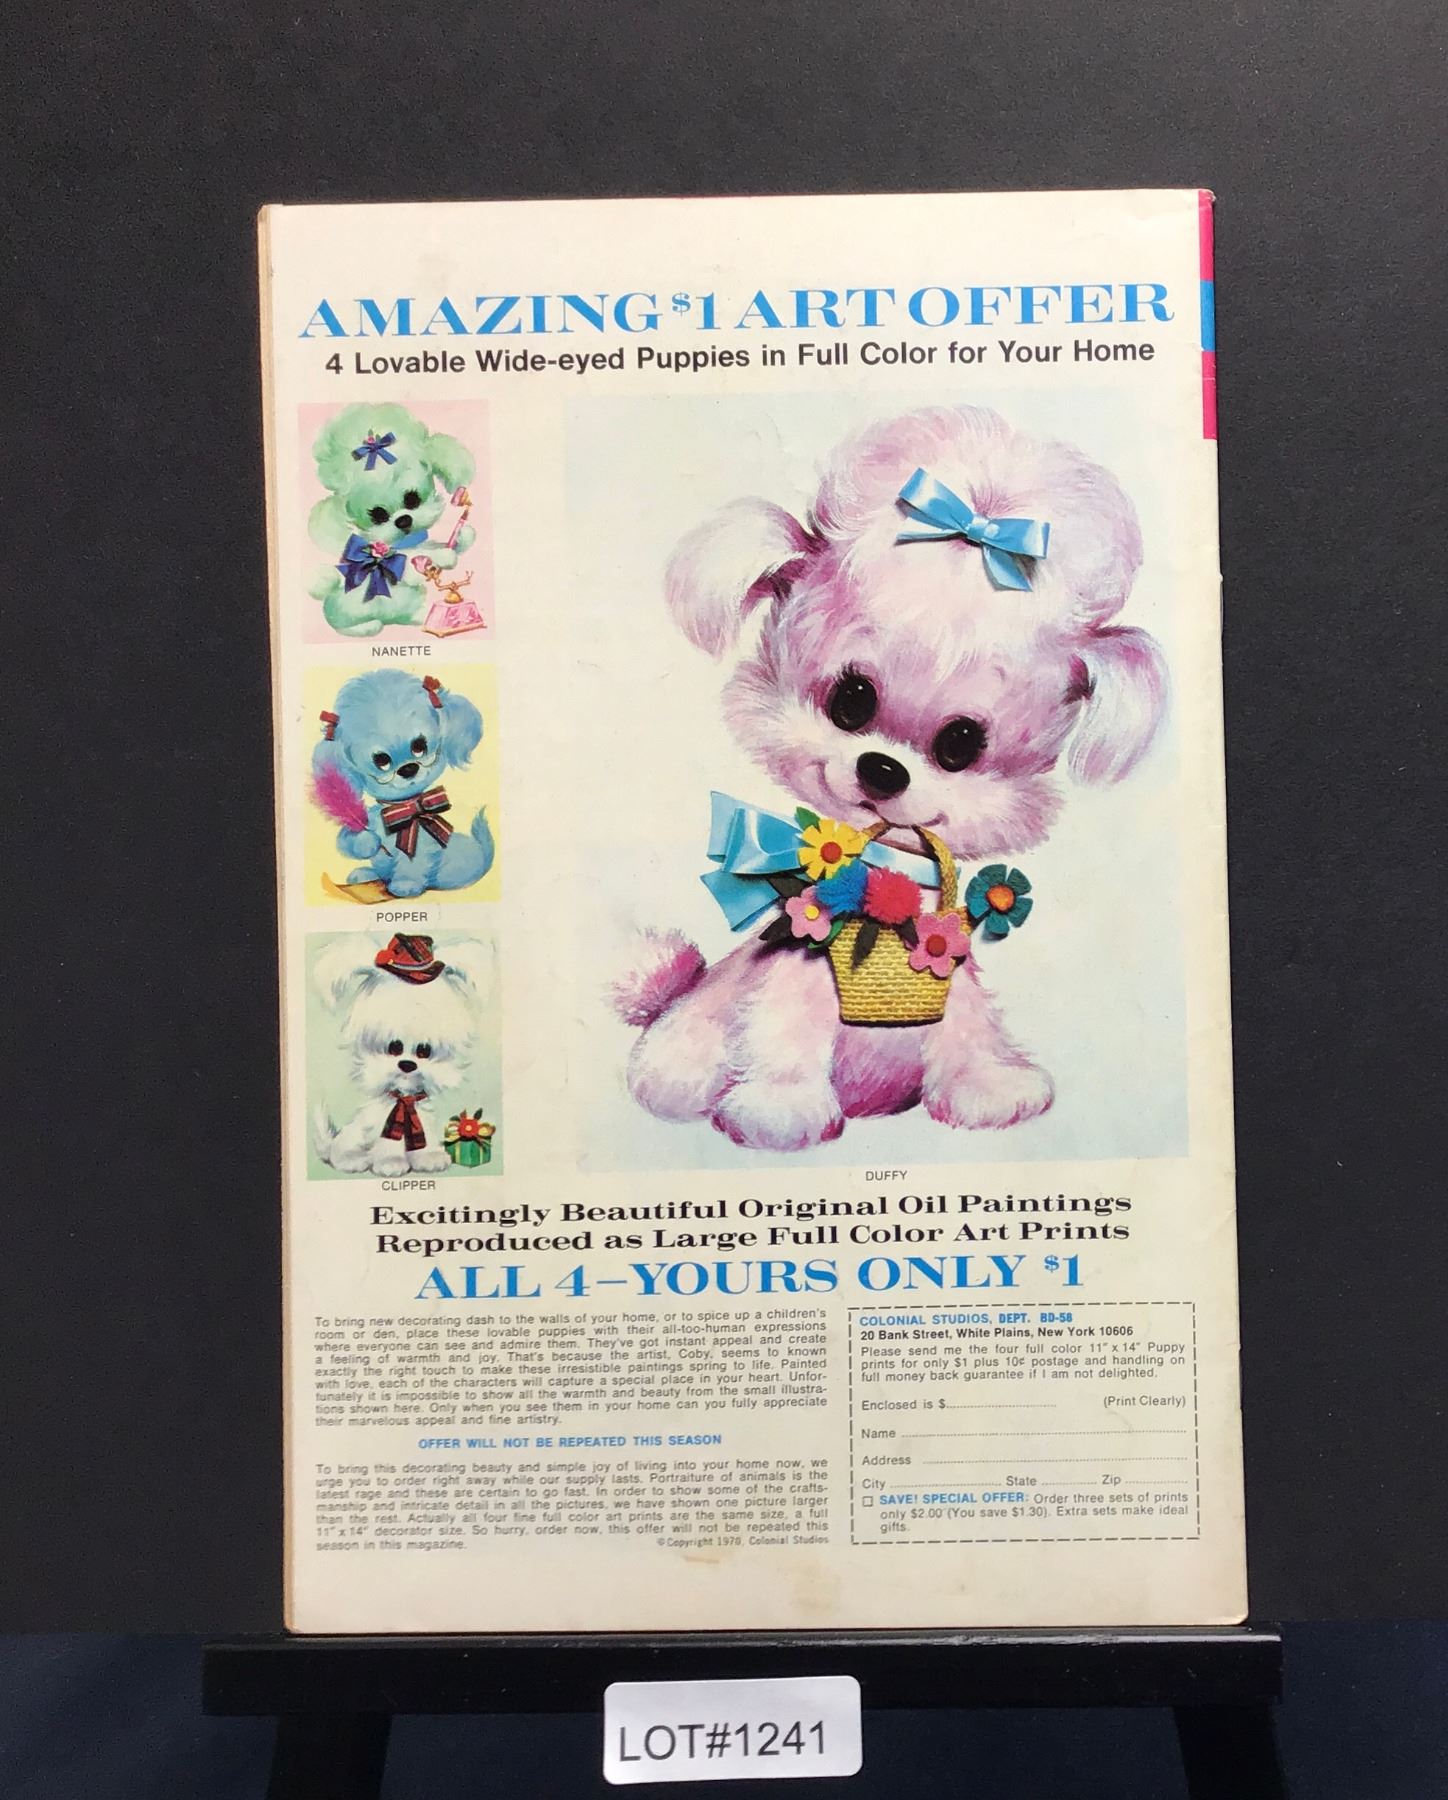 AMAZING $1 ART OFFER
4 Lovable Wide-eyed Puppies in Full Color for Your Home
NANETTE
POPPER
CLIPPER
DUFFY
Excitingly Beautiful Original Oil Paintings
Reproduced as Large Full Color Art Prints
ALL 4–YOURS ONLY $1
To bring new decorating dash to the walls of your home, or to spice up a children's
room or den, place these lovable puppies with their all-too-human expressions
where everyone can see and admire them. They've got instant appeal and create
a feeling of warmth and joy. That's because the artist, Coby, seems to known
exactly the right touch to make these irresistible paintings spring to life. Painted
with love, each of the characters will capture a special place in your heart. Unfor-
tunately it is impossible to show all the warmth and beauty from the small illustra-
tions shown here. Only when you see them in your home can you fully appreciate
their marvelous appeal and fine artistry.
OFFER WILL NOT BE REPEATED THIS SEASON
To bring this decorating beauty and simple joy of living into your home now, we
urge you to order right away while our supply lasts. Portraiture of animals is the
latest rage and these are certain to go fast. In order to show some of the crafts-
manship and intricate detail in all the pictures, we have shown one picture larger
than the rest. Actually all four fine full color art prints are the same size, a full
11" x 14" decorator size. So hurry, order now, this offer will not be repeated this
season in this magazine.
© Copyright 1970, Colonial Studios
COLONIAL STUDIOS, DEPT. BD-58
20 Bank Street, White Plains, New York 10606
Please send me the four full color 11" x 14" Puppy
prints for only $1 plus 10¢ postage and handling on
full money back guarantee if I am not delighted.
Enclosed is $.............................. (Print Clearly)
Name ..............................
Address ..............................
City .............................. State .............. Zip ..............
☐ SAVE! SPECIAL OFFER: Order three sets of prints
only $2.00 (You save $1.30). Extra sets make ideal
gifts.
LOT#1241